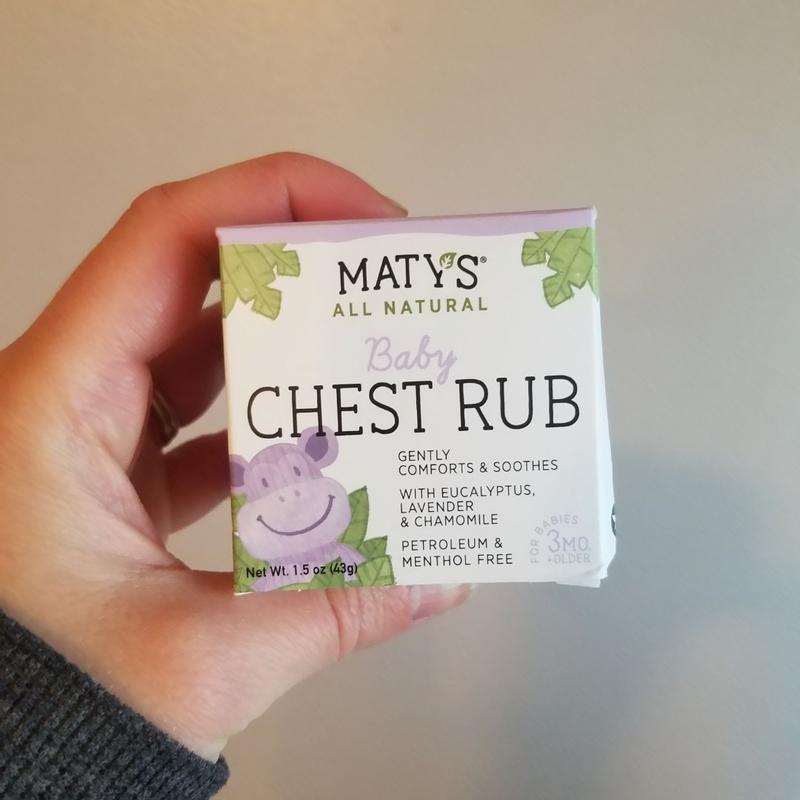 MATY'S®
ALL NATURAL
Baby
CHEST RUB
GENTLY
COMFORTS & SOOTHES
WITH EUCALYPTUS,
LAVENDER
& CHAMOMILE
PETROLEUM &
MENTHOL FREE
FOR BABIES
3MO.
+OLDER
Net Wt. 1.5 oz (43g)